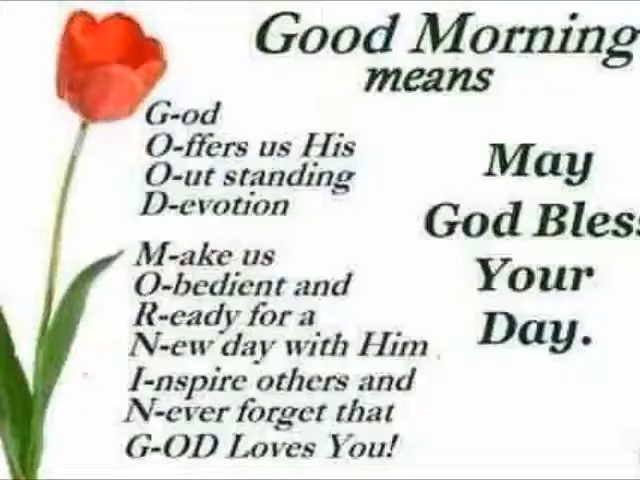 Good Morning
means
G-od
O-ffers us His
O-ut standing
D-evotion
M-ake us
O-bedient and
R-eady for a
N-ew day with Him
I-nspire others and
N-ever forget that
G-OD Loves You!
May
God Bless
Your
Day.